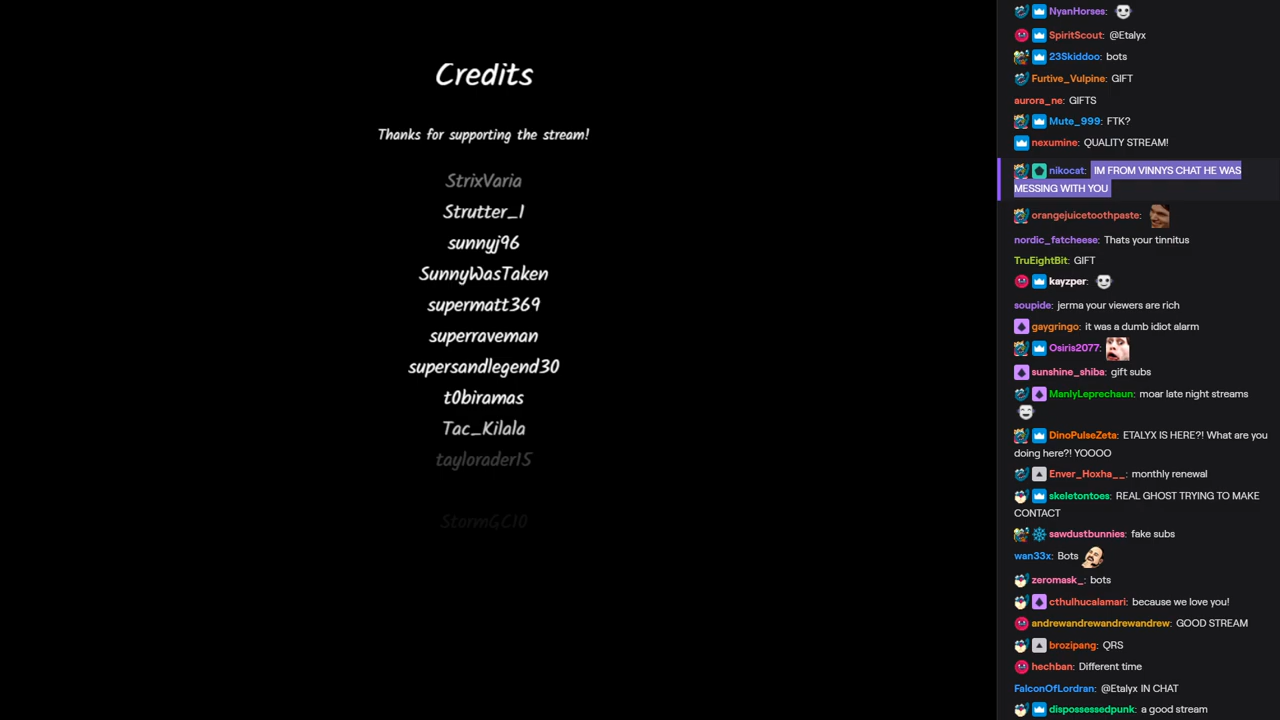 Credits
Thanks for supporting the stream!
StrixVaria
Strutter_1
sunnyj96
SunnyWasTaken
supermatt369
superraveman
supersandlegend30
t0biramas
Tac_Kilala
taylorader15
StormGC10
NyanHorses:
SpiritScout: @Etalyx
23Skiddoo: bots
Furtive_Vulpine: GIFT
aurora_ne: GIFTS
Mute_999: FTK?
nexumine: QUALITY STREAM!
nikocat: IM FROM VINNYS CHAT HE WAS
MESSING WITH YOU
orangejuicetoothpaste:
nordic_fatcheese: Thats your tinnitus
TruEightBit: GIFT
kayzper:
soupide: jerma your viewers are rich
gaygringo: it was a dumb idiot alarm
Osiris2077:
sunshine_shiba: gift subs
ManlyLeprechaun: moar late night streams
DinoPulseZeta: ETALYX IS HERE?! What are you
doing here?! YOOOO
Enver_Hoxha__: monthly renewal
skeletontoes: REAL GHOST TRYING TO MAKE
CONTACT
sawdustbunnies: fake subs
wan33x: Bots
zeromask_: bots
cthulhucalamari: because we love you!
andrewandrewandrewandrew: GOOD STREAM
brozipang: QRS
hechban: Different time
FalconOfLordran: @Etalyx IN CHAT
dispossessedpunk: a good stream